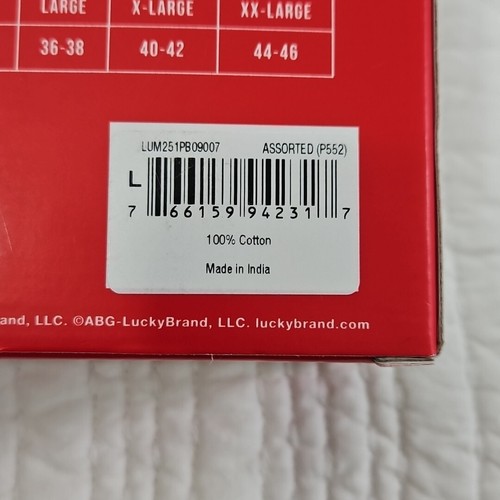 LARGE X-LARGE XX-LARGE
36-38 40-42 44-46
LUM251PB09007 ASSORTED (P552)
L
7 66159 94231 7
100% Cotton
Made in India
and, LLC. ©ABG-LuckyBrand, LLC. luckybrand.com